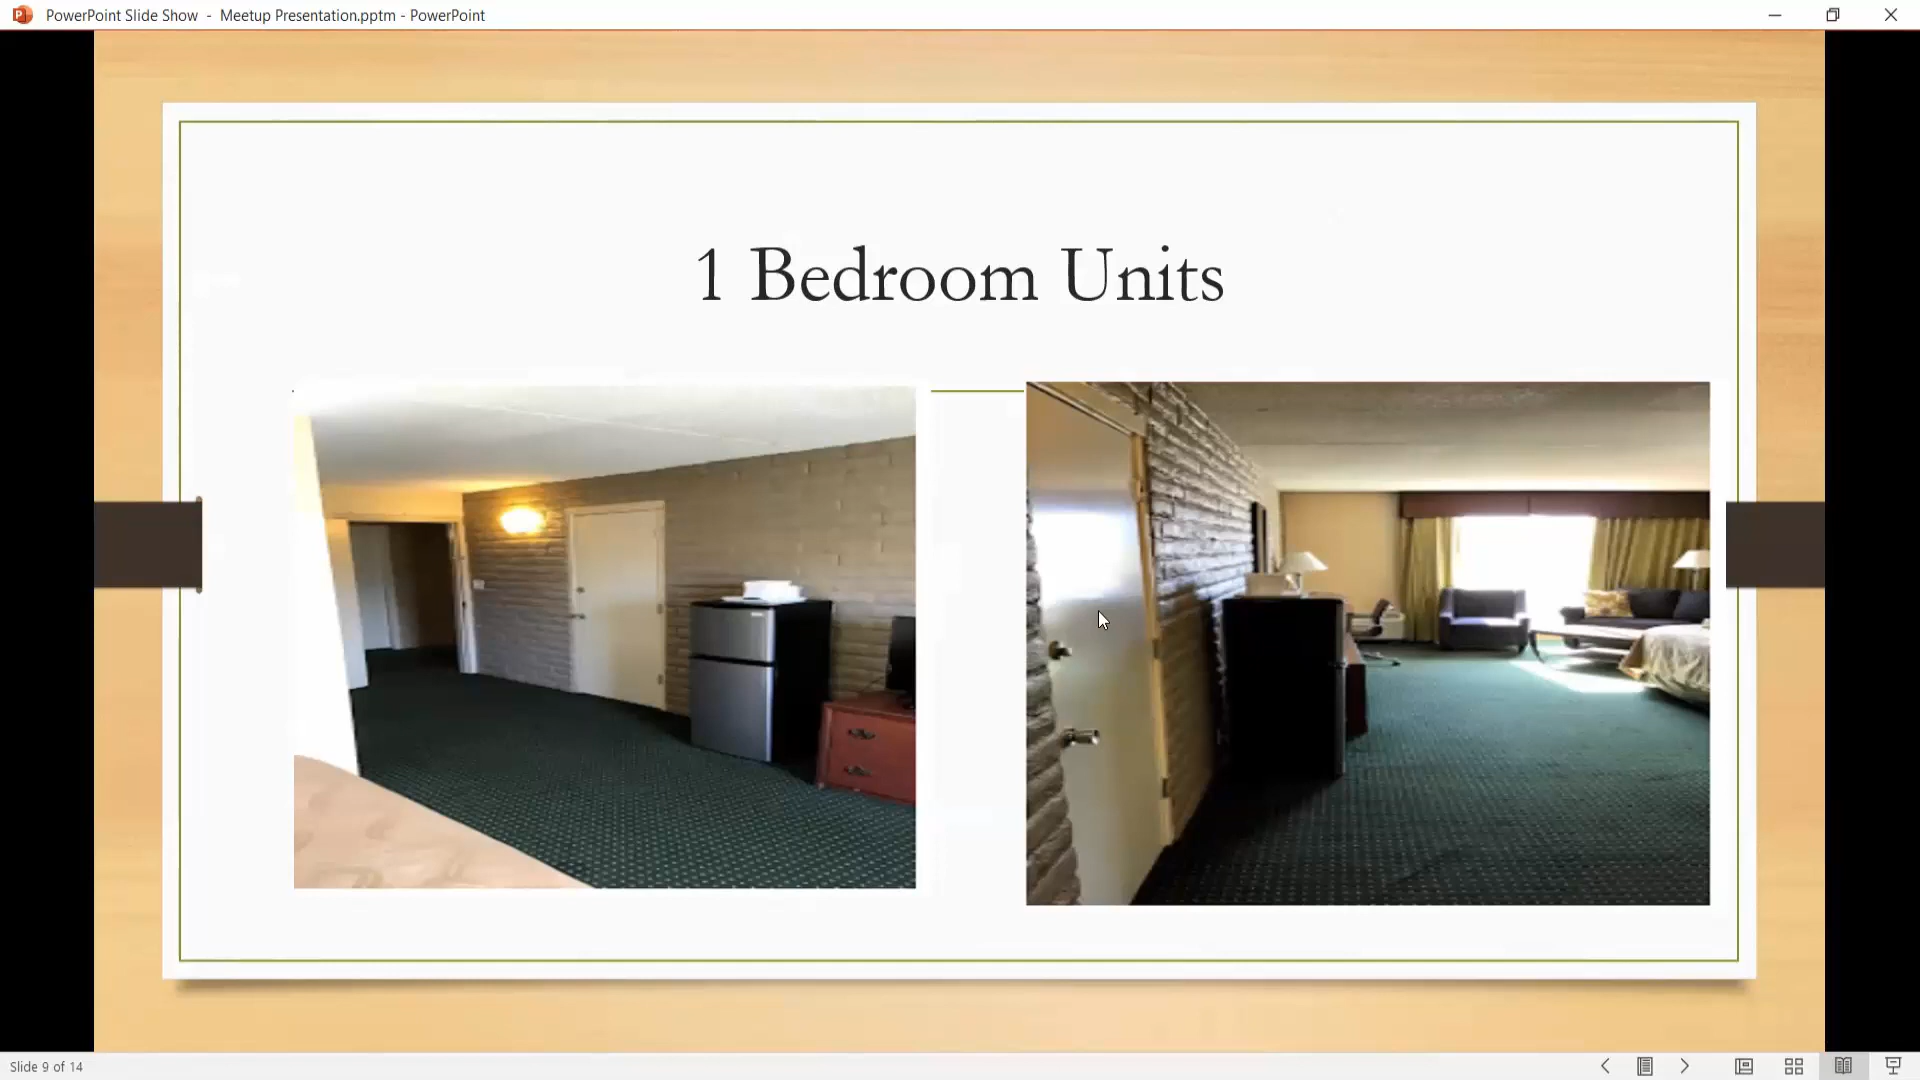 PowerPoint Slide Show - Meetup Presentation.pptm - PowerPoint
1 Bedroom Units
Slide 9 of 14